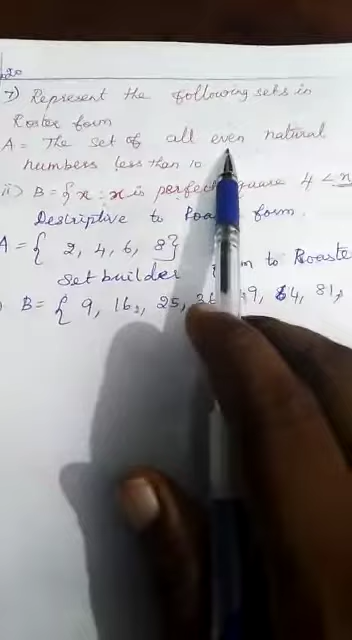 7) Represent the following sets in
Roster form
A = The set of all even natural
numbers less than 10
ii) B = { x : x is perfect square 4 <
Descriptive to form.
A = { 2, 4, 6, 8}
Set builder to Roaster
B = { 9, 16, 25, 36 49, 64, 81,